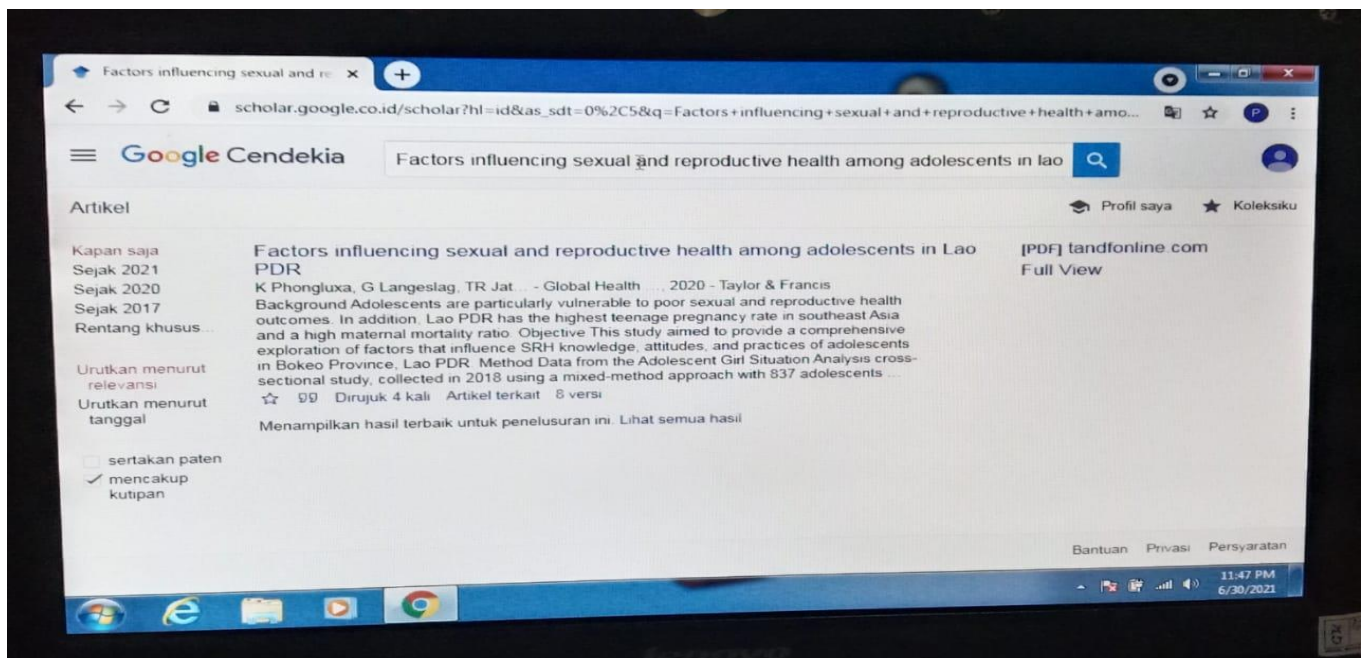 Factors influencing sexual and re
scholar.google.co.id/scholar?hl=id&as_sdt=0%2C5&q=Factors+influencing+sexual+and+reproductive+health+amo...
P
Google Cendekia
Factors influencing sexual and reproductive health among adolescents in lao
Artikel
Profil saya
Koleksiku
Kapan saja
Sejak 2021
Sejak 2020
Sejak 2017
Rentang khusus...
Urutkan menurut
relevansi
Urutkan menurut
tanggal
sertakan paten
mencakup
kutipan
Factors influencing sexual and reproductive health among adolescents in Lao
PDR
K Phongluxa, G Langeslag, TR Jat... - Global Health ..., 2020 - Taylor & Francis
Background Adolescents are particularly vulnerable to poor sexual and reproductive health
outcomes. In addition, Lao PDR has the highest teenage pregnancy rate in southeast Asia
and a high maternal mortality ratio. Objective This study aimed to provide a comprehensive
exploration of factors that influence SRH knowledge, attitudes, and practices of adolescents
in Bokeo Province, Lao PDR. Method Data from the Adolescent Girl Situation Analysis cross-
sectional study, collected in 2018 using a mixed-method approach with 837 adolescents ...
Dirujuk 4 kali Artikel terkait 8 versi
Menampilkan hasil terbaik untuk penelusuran ini. Lihat semua hasil
[PDF] tandfonline.com
Full View
Bantuan Privasi Persyaratan
11:47 PM
6/30/2021